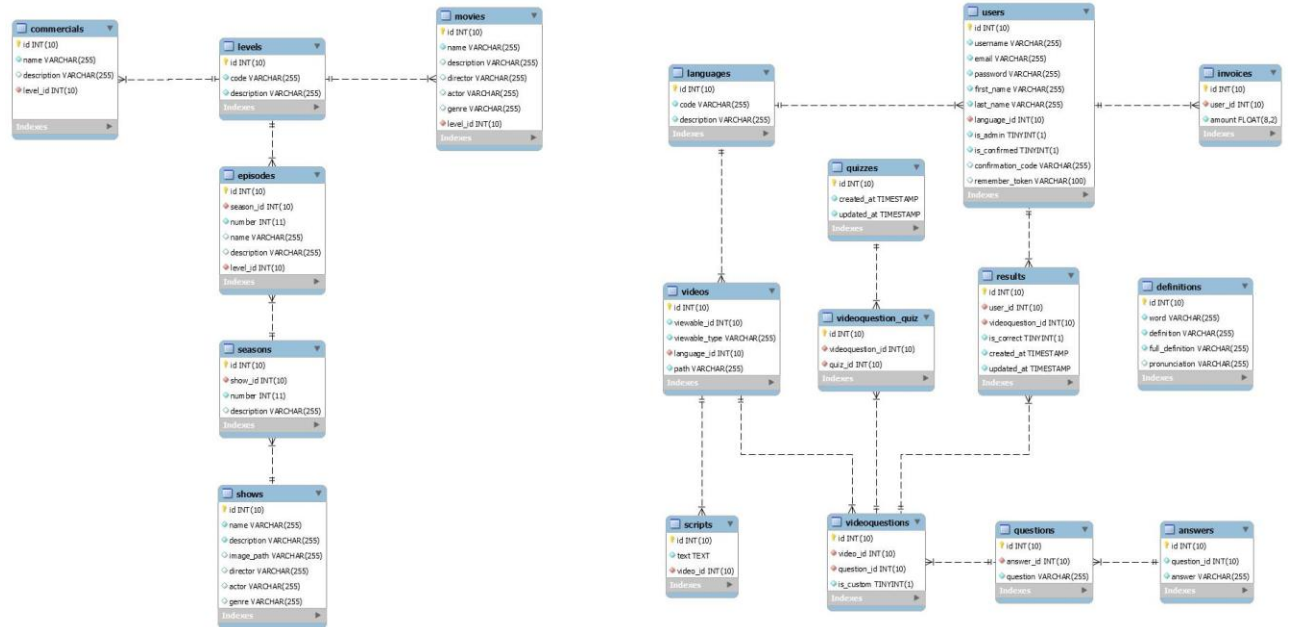 commercials
id INT(10)
name VARCHAR(255)
description VARCHAR(255)
level_id INT(10)
Indexes
levels
id INT(10)
code VARCHAR(255)
description VARCHAR(255)
Indexes
movies
id INT(10)
name VARCHAR(255)
description VARCHAR(255)
director VARCHAR(255)
actor VARCHAR(255)
genre VARCHAR(255)
level_id INT(10)
Indexes
episodes
id INT(10)
season_id INT(10)
number INT(11)
name VARCHAR(255)
description VARCHAR(255)
level_id INT(10)
Indexes
seasons
id INT(10)
show_id INT(10)
number INT(11)
description VARCHAR(255)
Indexes
shows
id INT(10)
name VARCHAR(255)
description VARCHAR(255)
image_path VARCHAR(255)
director VARCHAR(255)
actor VARCHAR(255)
genre VARCHAR(255)
Indexes
languages
id INT(10)
code VARCHAR(255)
description VARCHAR(255)
Indexes
users
id INT(10)
username VARCHAR(255)
email VARCHAR(255)
password VARCHAR(255)
first_name VARCHAR(255)
last_name VARCHAR(255)
language_id INT(10)
is_admin TINYINT(1)
is_confirmed TINYINT(1)
confirmation_code VARCHAR(255)
remember_token VARCHAR(100)
Indexes
invoices
id INT(10)
user_id INT(10)
amount FLOAT(8,2)
Indexes
quizzes
id INT(10)
created_at TIMESTAMP
updated_at TIMESTAMP
Indexes
videos
id INT(10)
viewable_id INT(10)
viewable_type VARCHAR(255)
language_id INT(10)
path VARCHAR(255)
Indexes
videoquestion_quiz
id INT(10)
videoquestion_id INT(10)
quiz_id INT(10)
Indexes
results
id INT(10)
user_id INT(10)
videoquestion_id INT(10)
is_correct TINYINT(1)
created_at TIMESTAMP
updated_at TIMESTAMP
Indexes
definitions
id INT(10)
word VARCHAR(255)
definition VARCHAR(255)
full_definition VARCHAR(255)
pronunciation VARCHAR(255)
Indexes
scripts
id INT(10)
text TEXT
video_id INT(10)
Indexes
videoquestions
id INT(10)
video_id INT(10)
question_id INT(10)
is_custom TINYINT(1)
Indexes
questions
id INT(10)
answer_id INT(10)
question VARCHAR(255)
Indexes
answers
id INT(10)
question_id INT(10)
answer VARCHAR(255)
Indexes